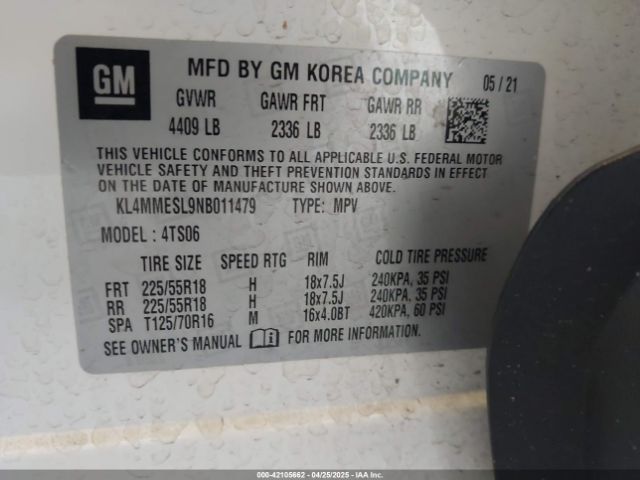 GM
MFD BY GM KOREA COMPANY 05 / 21
GVWR GAWR FRT GAWR RR
4409 LB 2336 LB 2336 LB
THIS VEHICLE CONFORMS TO ALL APPLICABLE U.S. FEDERAL MOTOR
VEHICLE SAFETY AND THEFT PREVENTION STANDARDS IN EFFECT
ON THE DATE OF MANUFACTURE SHOWN ABOVE.
KL4MMESL9NB011479 TYPE: MPV
MODEL : 4TS06
TIRE SIZE SPEED RTG RIM COLD TIRE PRESSURE
FRT 225/55R18 H 18x7.5J 240KPA, 35 PSI
RR 225/55R18 H 18x7.5J 240KPA, 35 PSI
SPA T125/70R16 M 16x4.0BT 420KPA, 60 PSI
SEE OWNER'S MANUAL FOR MORE INFORMATION.
000-42105662 - 04/25/2025 - IAAI.com